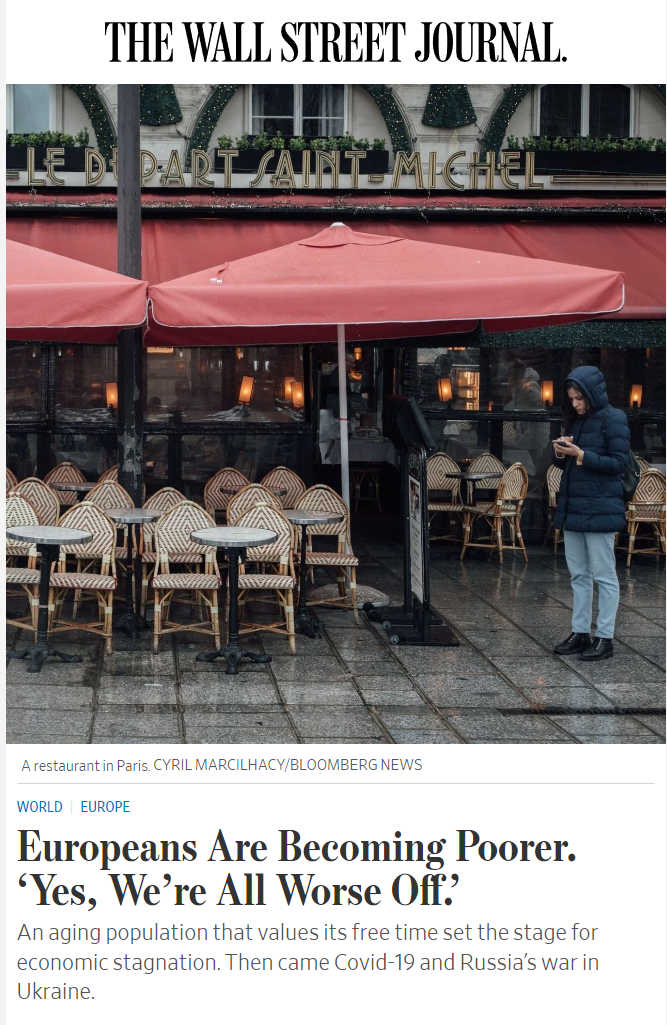 THE WALL STREET JOURNAL.
LE DÉPART SAINT-MICHEL
A restaurant in Paris. CYRIL MARCILHACY/BLOOMBERG NEWS
WORLD | EUROPE
Europeans Are Becoming Poorer.
‘Yes, We’re All Worse Off.’
An aging population that values its free time set the stage for
economic stagnation. Then came Covid-19 and Russia’s war in
Ukraine.